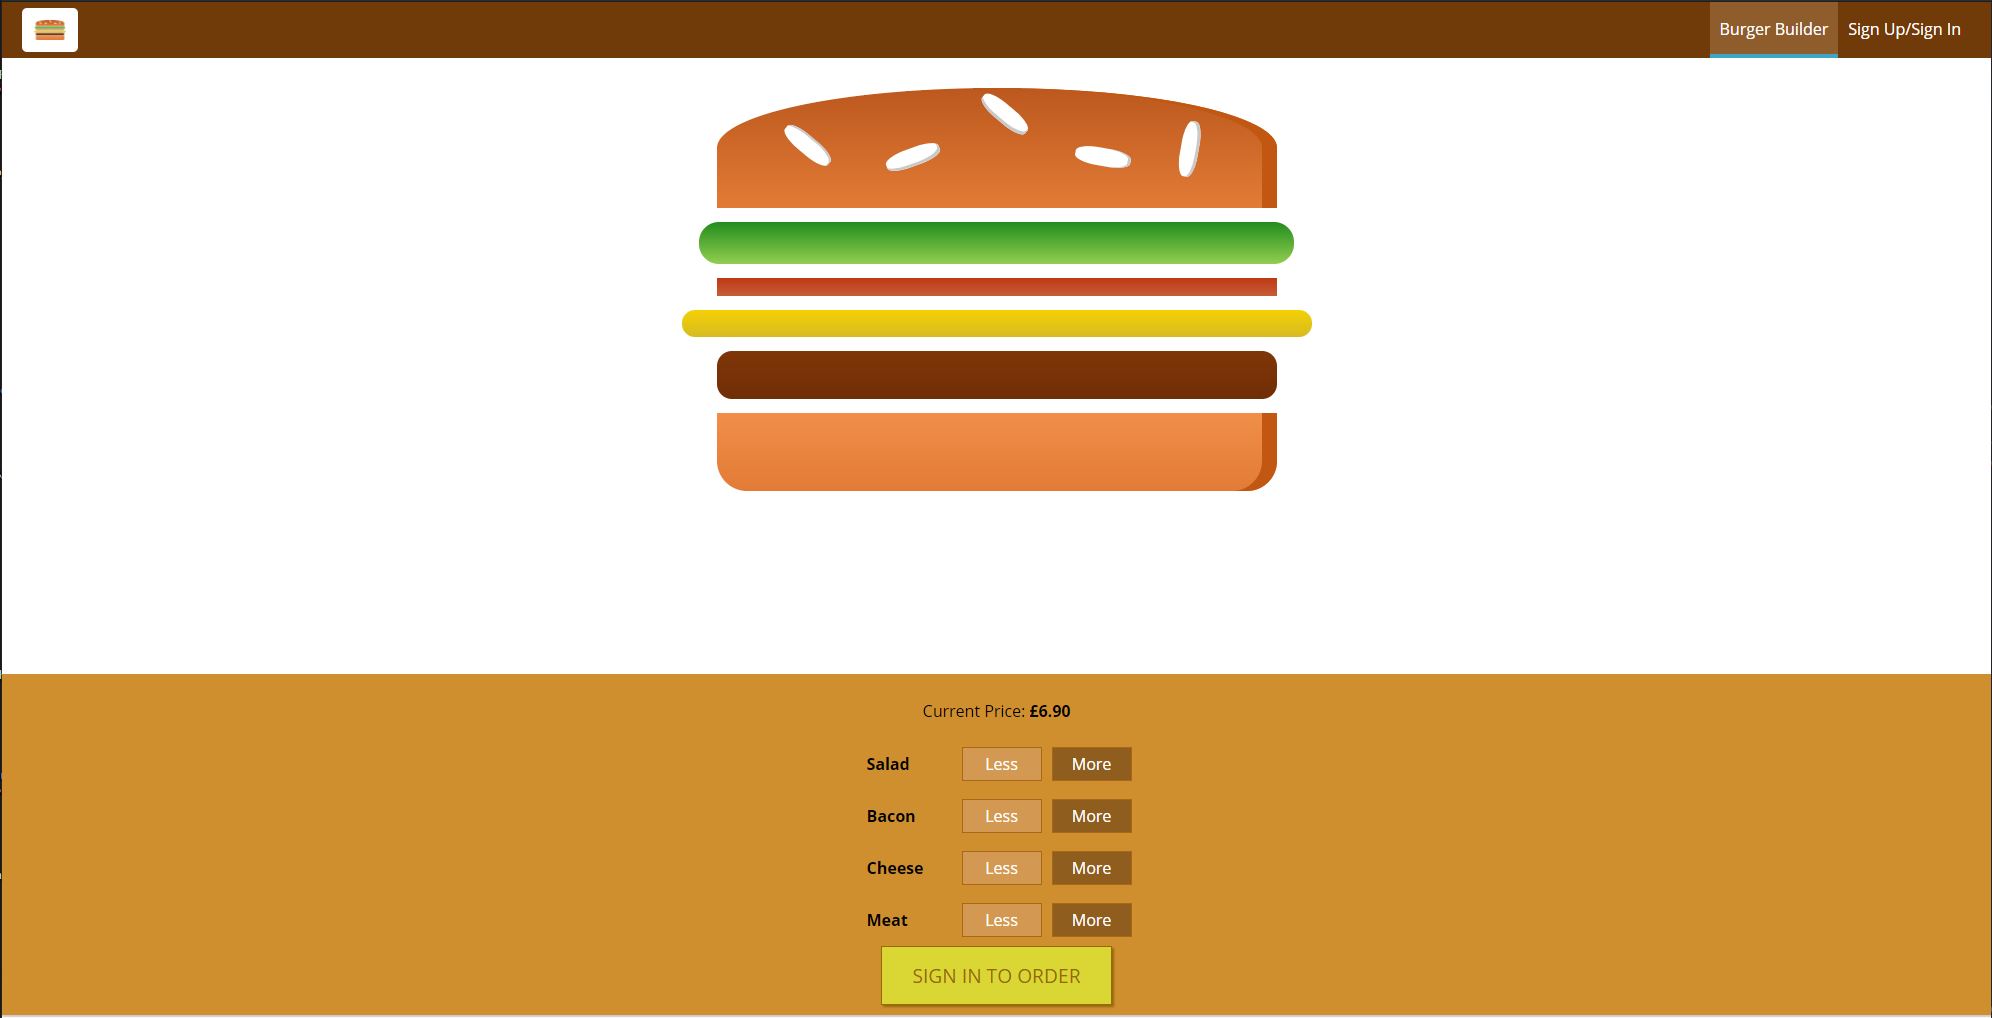 Burger Builder Sign Up/Sign In
Current Price: £6.90
Salad Less More
Bacon Less More
Cheese Less More
Meat Less More
SIGN IN TO ORDER